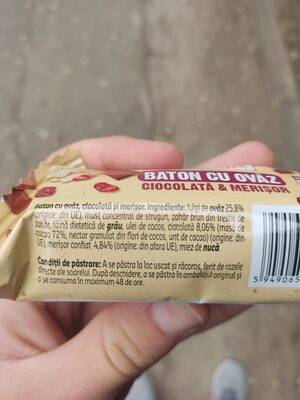 BATON CU OVĂZ
CIOCOLATĂ & MERIȘOR
Baton cu ovăz, ciocolată și merișor. Ingrediente: fulgi de ovăz 25,8%
(origine: din UE), must concentrat de struguri, zahăr brun din trestie de
zahăr, făină dietetică de grâu, ulei de cocos, ciocolată 8,06% (masă de
cacao 72%, nectar granulat din flori de cocos, unt de cacao) (origine: din
UE), merișor confiat 4,84% (origine: din afara UE), miez de nucă.
Condiții de păstrare: A se păstra la loc uscat și răcoros, ferit de razele
directe ale soarelui. După deschidere, a se păstra în ambalajul original și
a se consuma în maximum 48 de ore.
5 949065